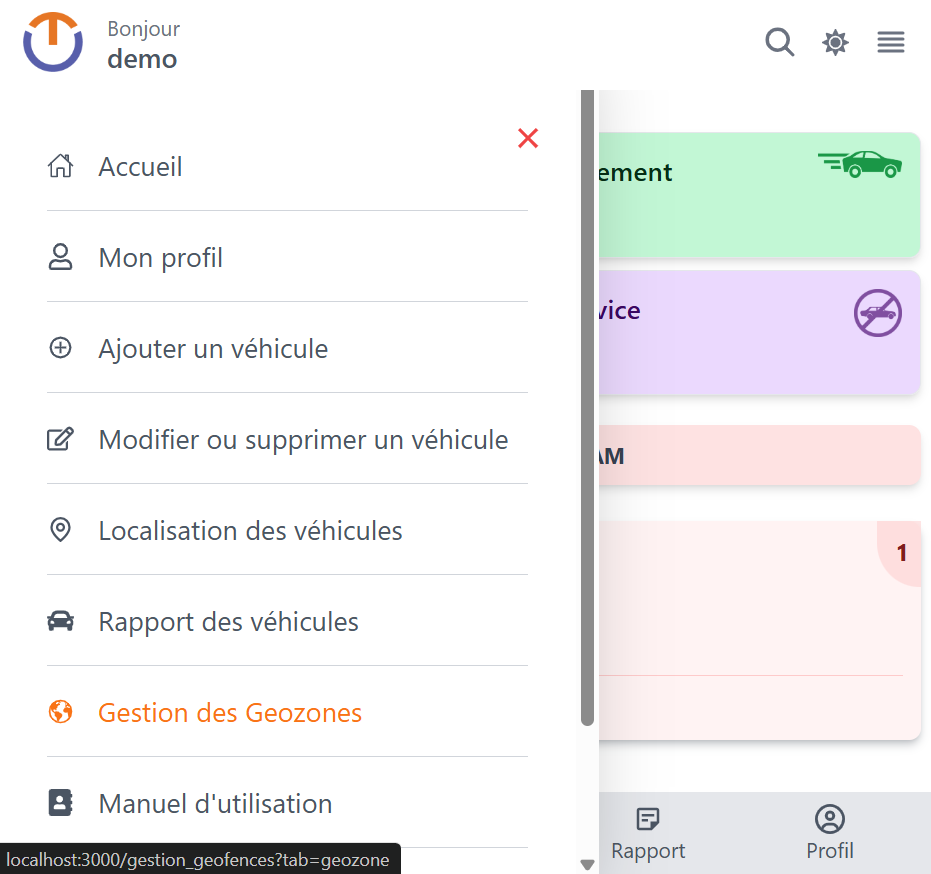 Bonjour
demo
Accueil
Mon profil
Ajouter un véhicule
Modifier ou supprimer un véhicule
Localisation des véhicules
Rapport des véhicules
Gestion des Geozones
Manuel d'utilisation
ement
vice
AM
1
Rapport
Profil
localhost:3000/gestion_geofences?tab=geozone